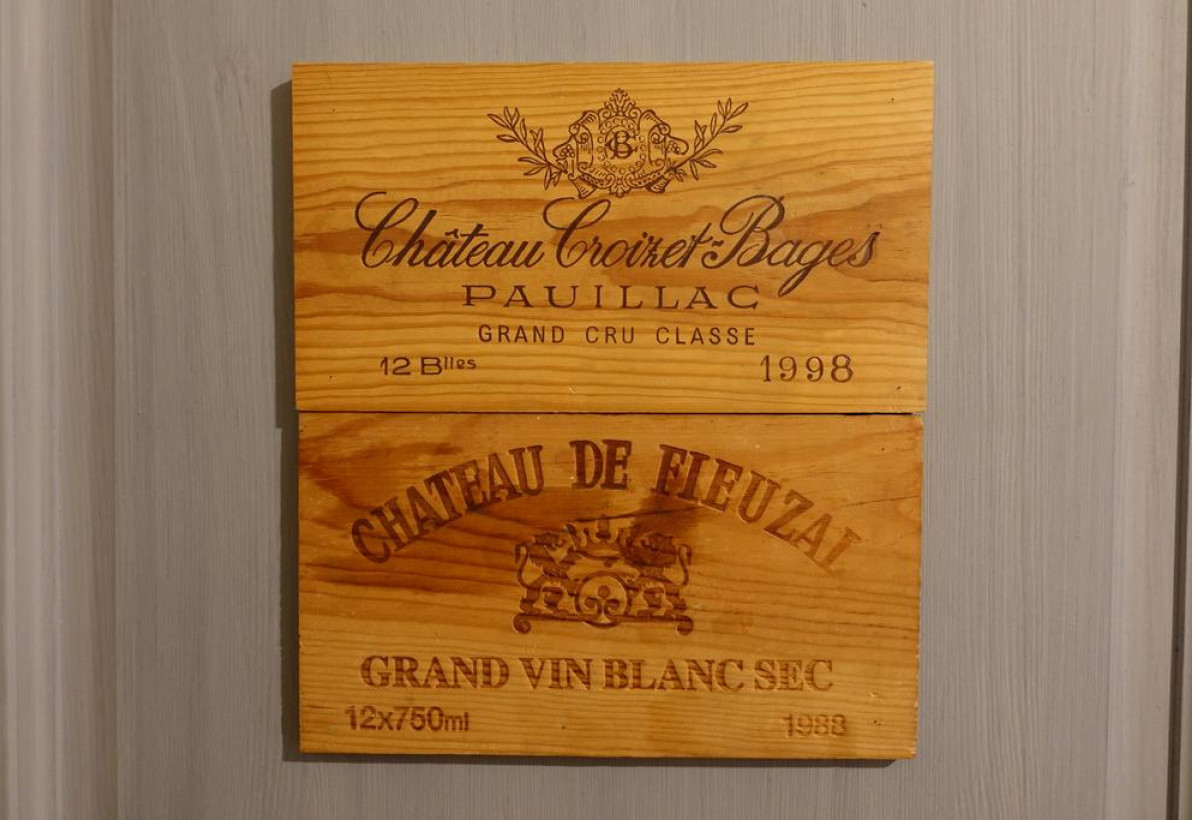 CB
Château Croizet-Bages
PAUILLAC
GRAND CRU CLASSE
12 Blles
1998
CHATEAU DE FIEUZAL
GRAND VIN BLANC SEC
12x750ml
1988